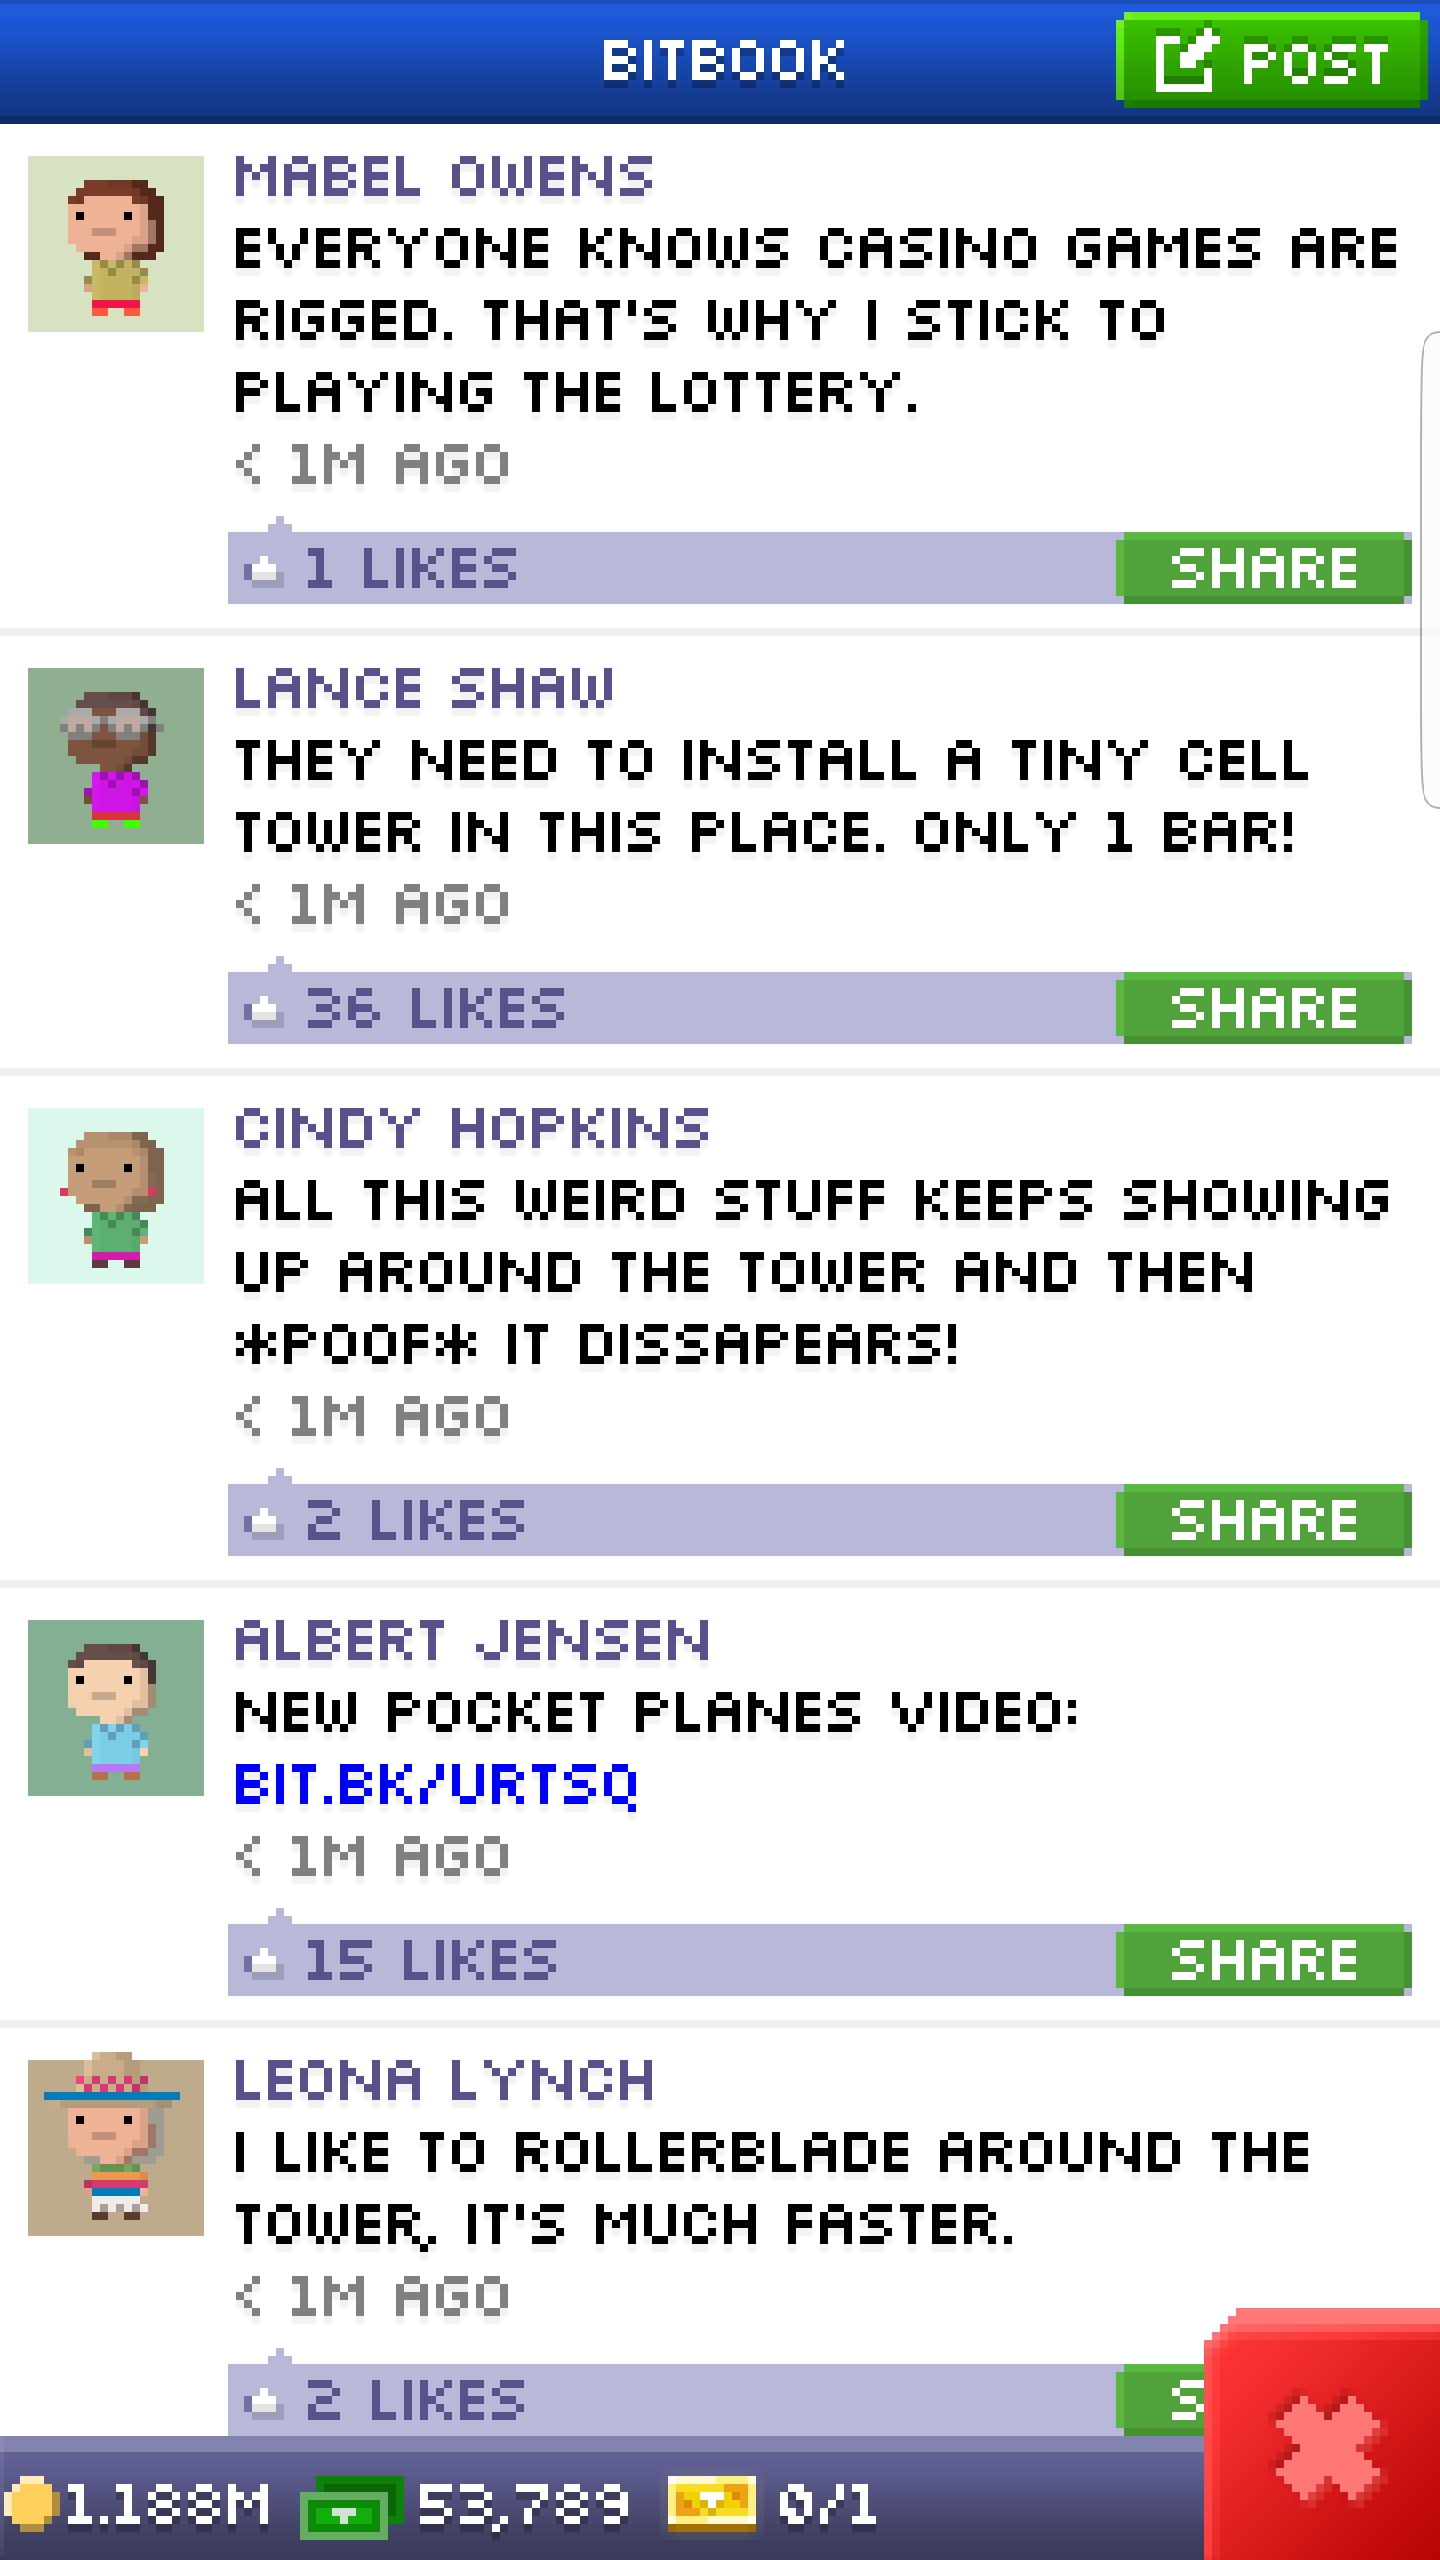 BITBOOK
POST
MABEL OWENS
EVERYONE KNOWS CASINO GAMES ARE
RIGGED. THAT'S WHY I STICK TO
PLAYING THE LOTTERY.
< 1M AGO
1 LIKES
SHARE
LANCE SHAW
THEY NEED TO INSTALL A TINY CELL
TOWER IN THIS PLACE. ONLY 1 BAR!
< 1M AGO
36 LIKES
SHARE
CINDY HOPKINS
ALL THIS WEIRD STUFF KEEPS SHOWING
UP AROUND THE TOWER AND THEN
*POOF* IT DISSAPEARS!
< 1M AGO
2 LIKES
SHARE
ALBERT JENSEN
NEW POCKET PLANES VIDEO:
BIT.BK/URTSQ
< 1M AGO
15 LIKES
SHARE
LEONA LYNCH
I LIKE TO ROLLERBLADE AROUND THE
TOWER, IT'S MUCH FASTER.
< 1M AGO
2 LIKES
S
1.188M
53,789
0/1